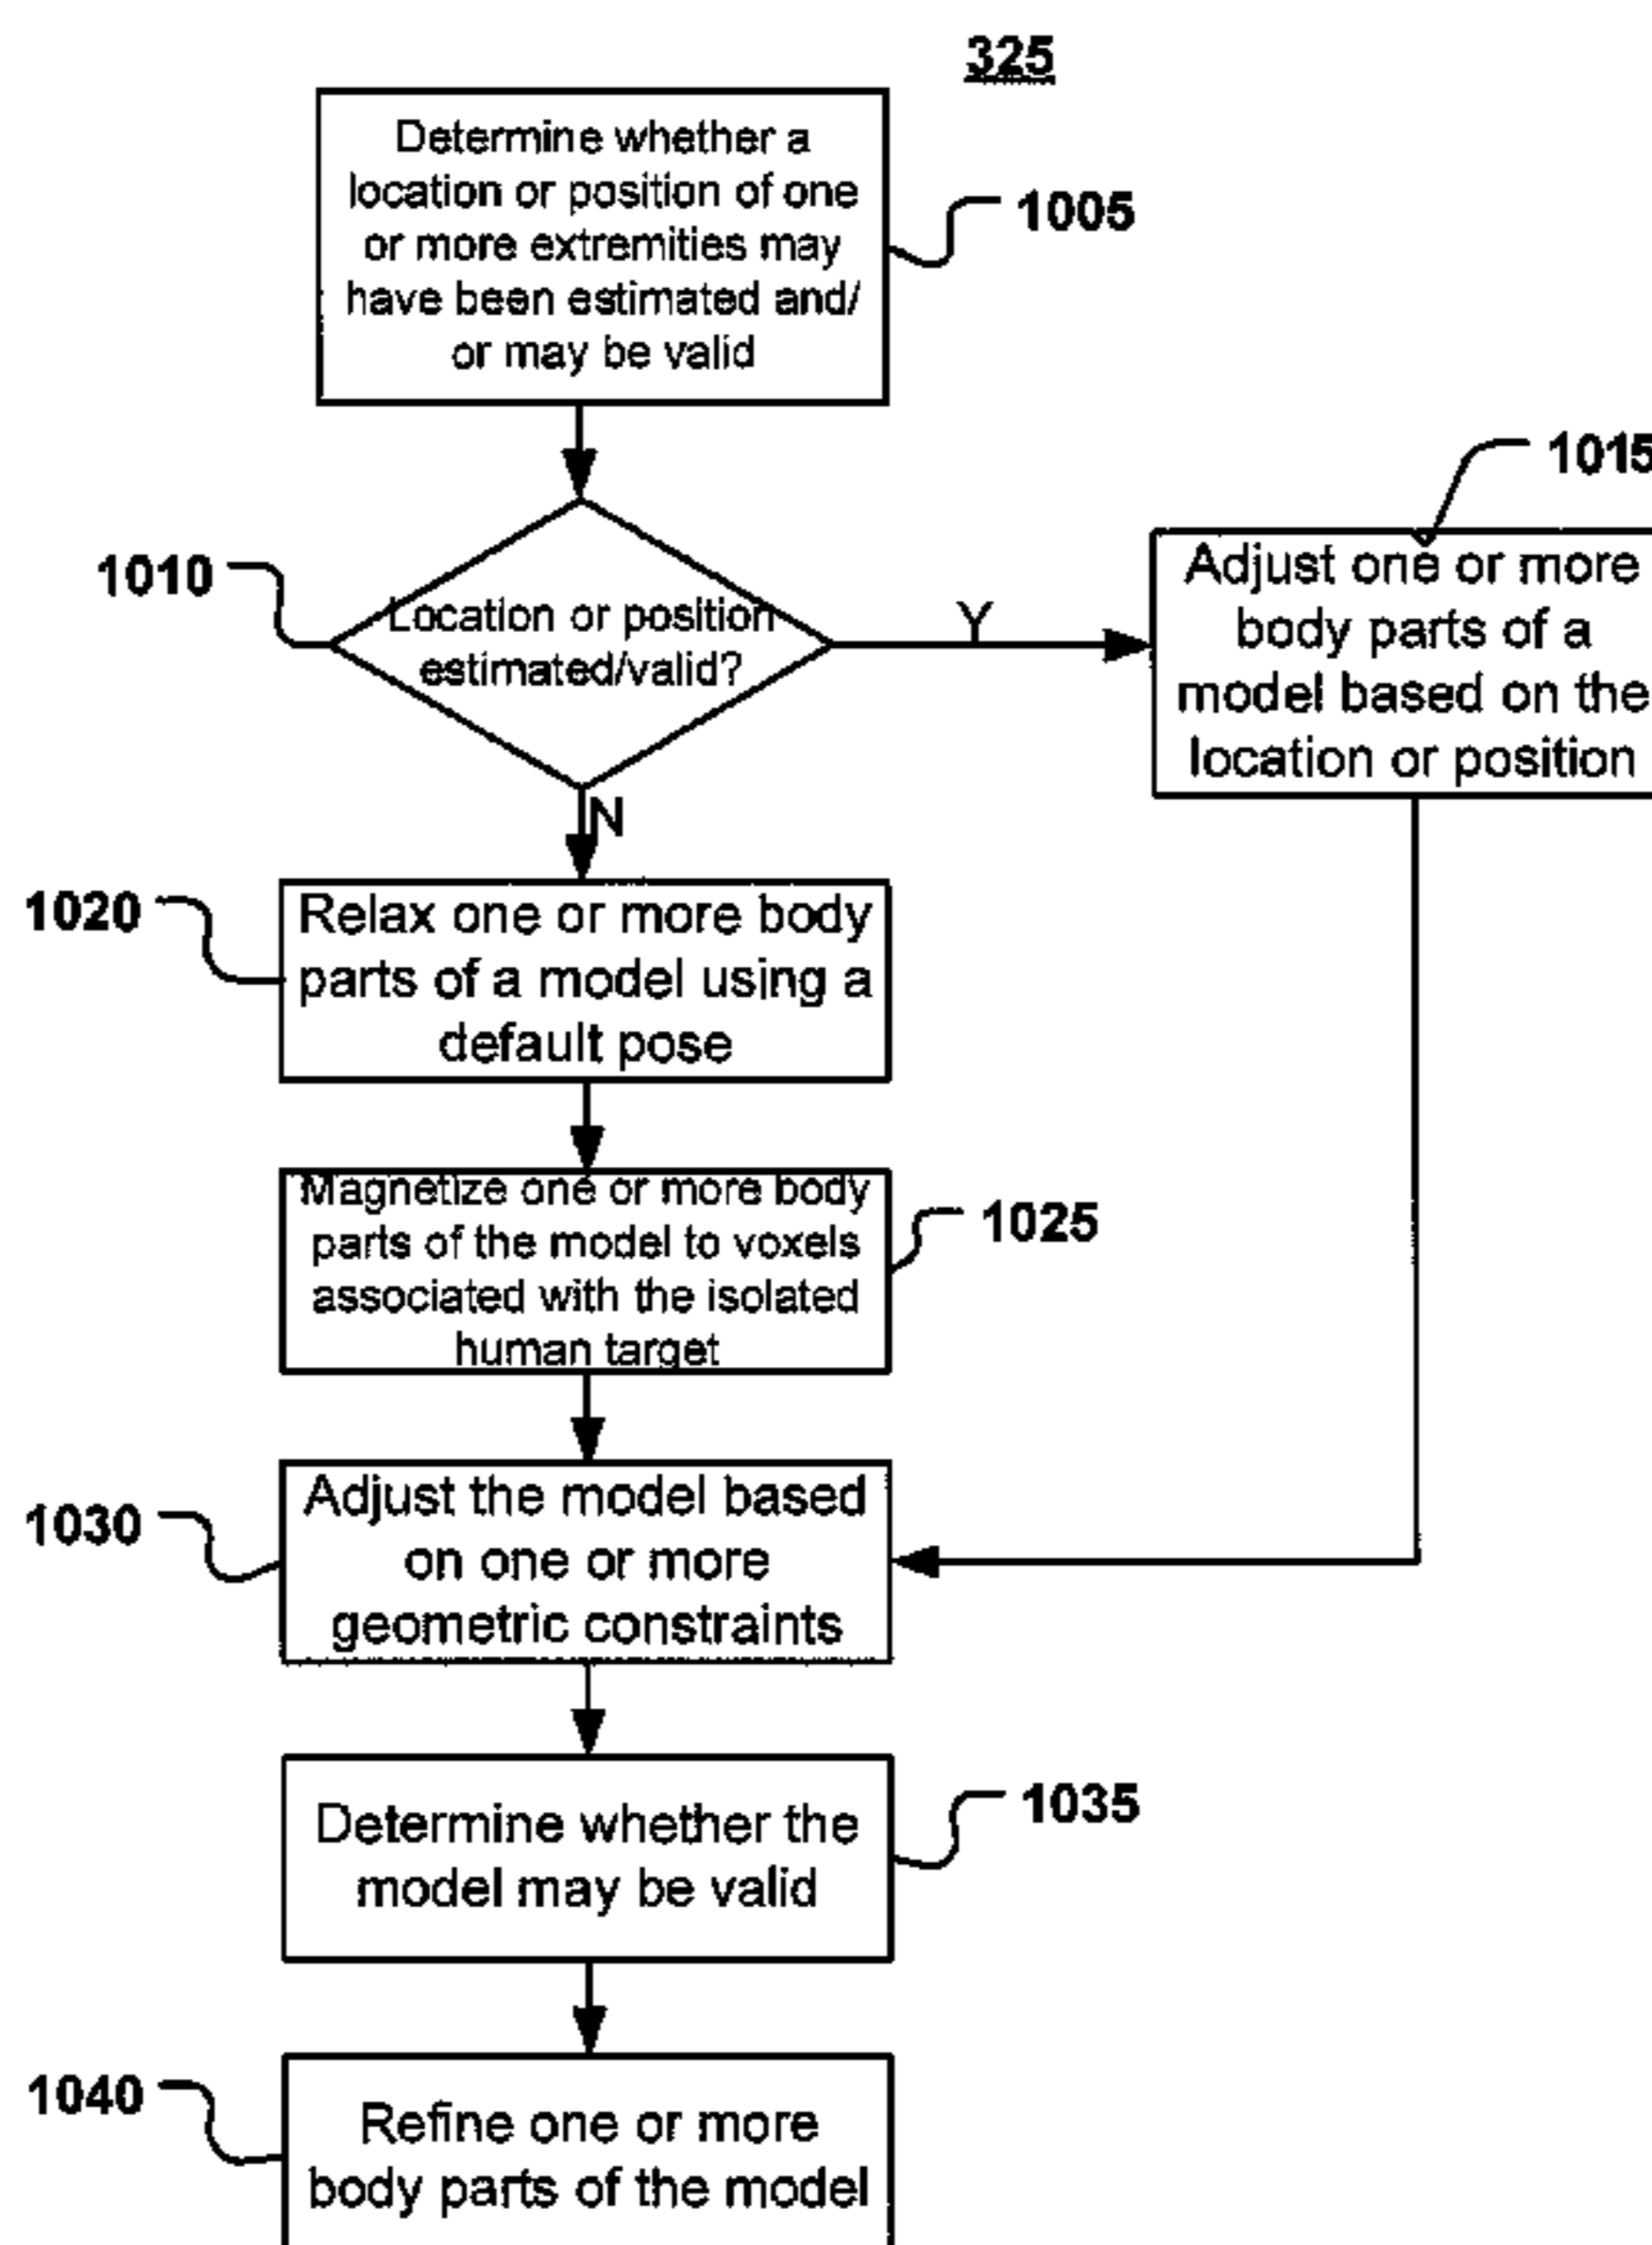 325
Determine whether a
location or position of one
or more extremities may
have been estimated and/
or may be valid
1005
1010
Location or position
estimated/valid?
Y
1015
Adjust one or more
body parts of a
model based on the
location or position
N
1020
Relax one or more body
parts of a model using a
default pose
Magnetize one or more body
parts of the model to voxels
associated with the isolated
human target
1025
1030
Adjust the model based
on one or more
geometric constraints
Determine whether the
model may be valid
1035
1040
Refine one or more
body parts of the model